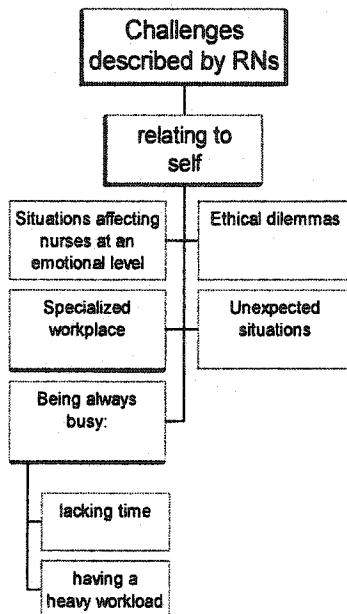 Challenges
described by RNs
relating to
self
Situations affecting
nurses at an
emotional level
Ethical dilemmas
Specialized
workplace
Unexpected
situations
Being always
busy:
lacking time
having a
heavy workload